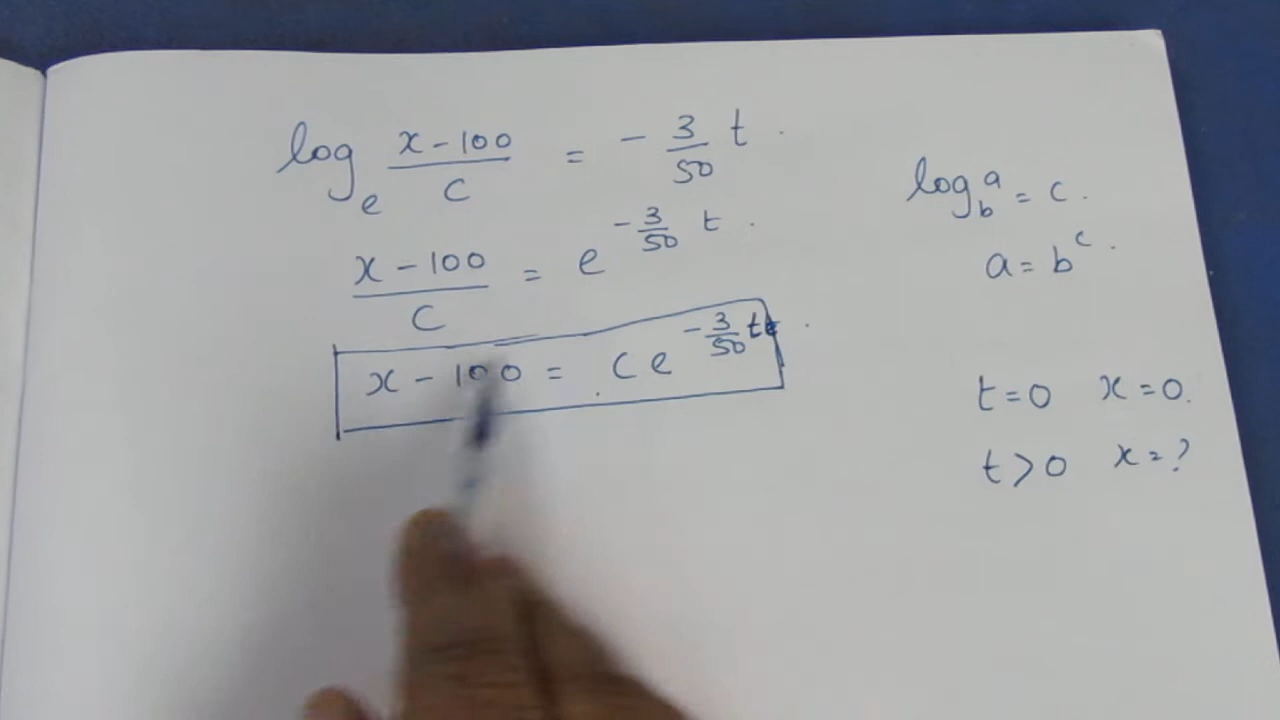 log_e (x - 100)/C = - 3/50 t .
(x - 100)/C = e^(- 3/50 t) .
x - 100 = C e^(- 3/50 t) .
log_b a = c .
a = b^c .
t = 0 x = 0 .
t > 0 x = ?